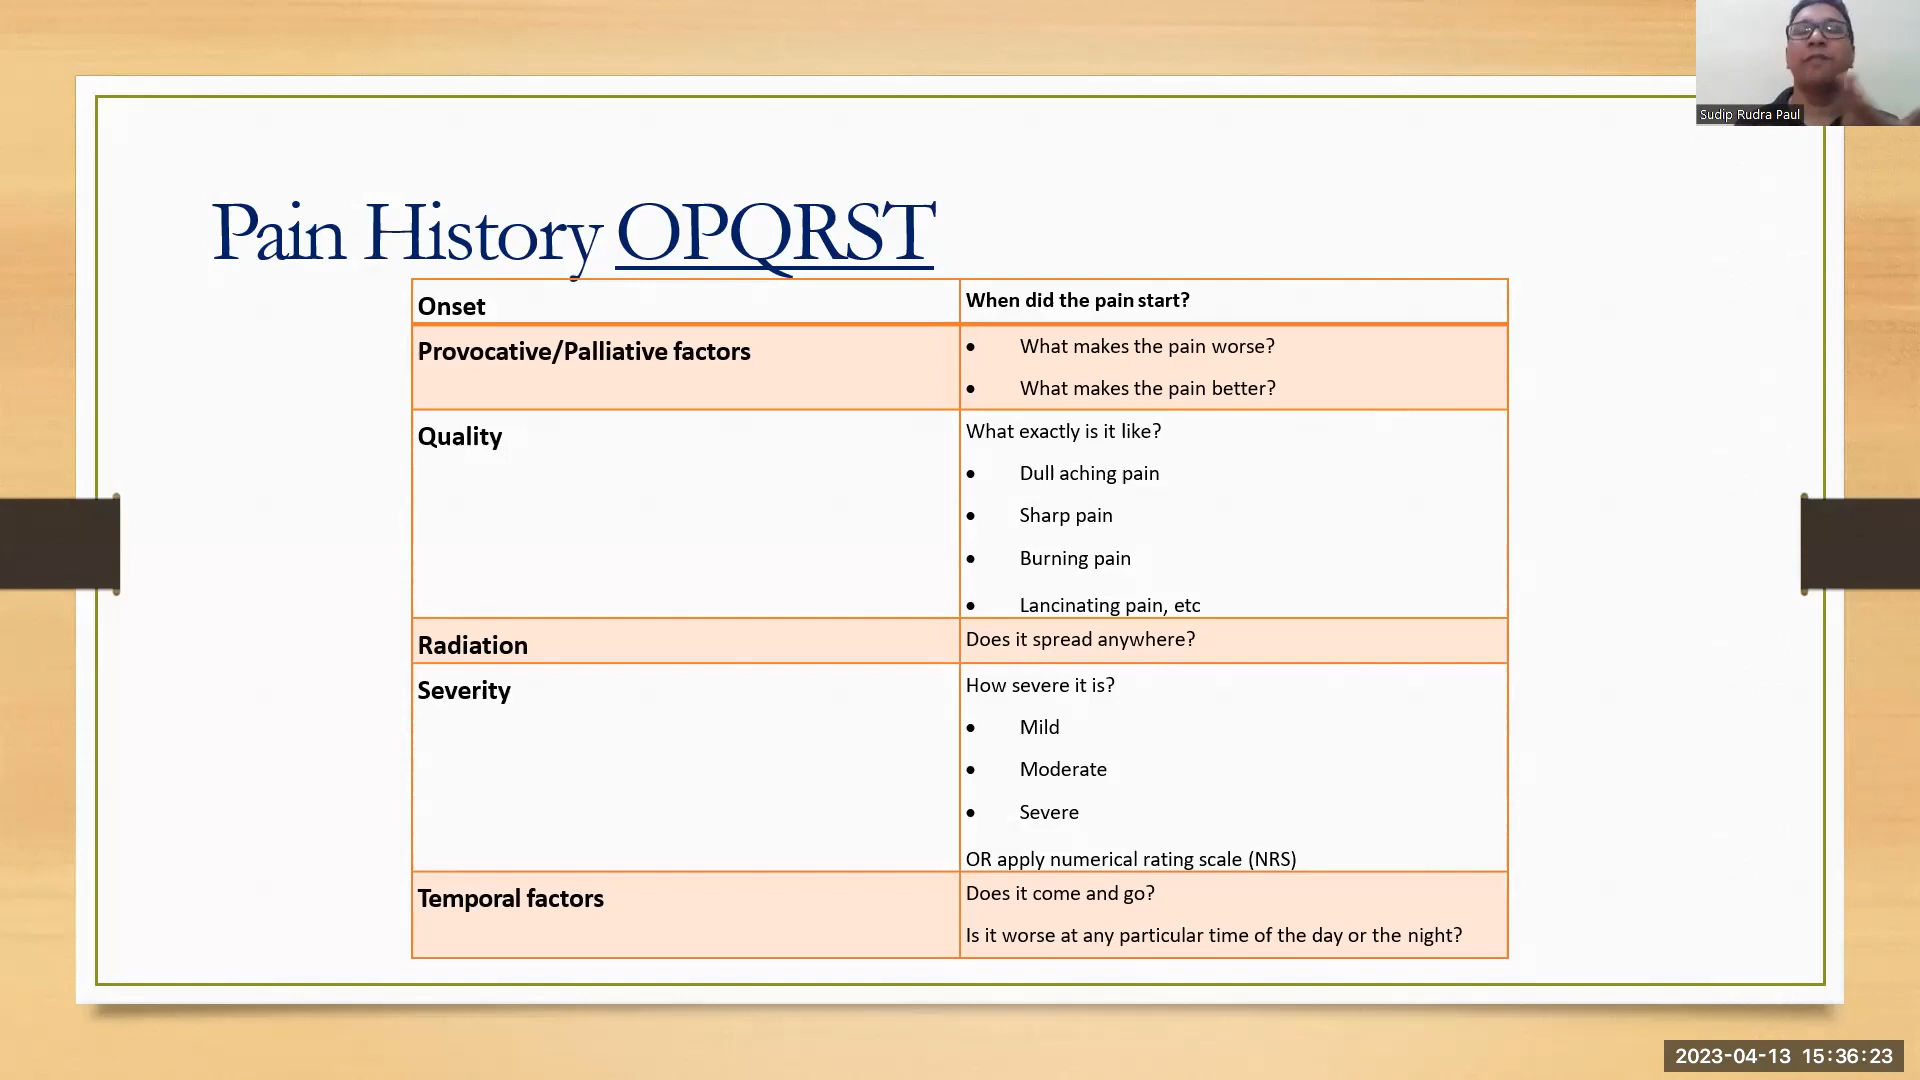 Sudip Rudra Paul
Pain History OPQRST
Onset
When did the pain start?
Provocative/Palliative factors
• What makes the pain worse?
• What makes the pain better?
Quality
What exactly is it like?
• Dull aching pain
• Sharp pain
• Burning pain
• Lancinating pain, etc
Radiation
Does it spread anywhere?
Severity
How severe it is?
• Mild
• Moderate
• Severe
OR apply numerical rating scale (NRS)
Temporal factors
Does it come and go?
Is it worse at any particular time of the day or the night?
2023-04-13 15:36:23